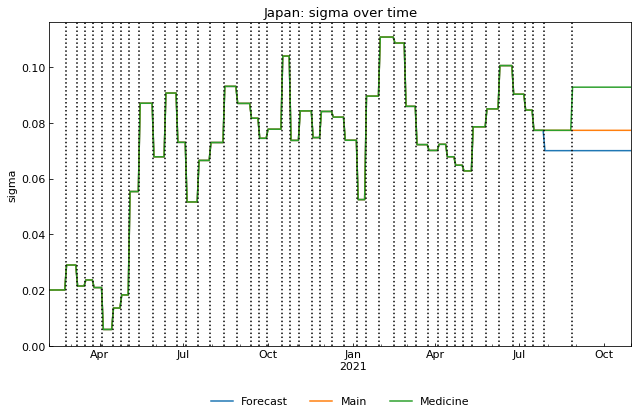 Japan: sigma over time
sigma
0.10
0.08
0.06
0.04
0.02
0.00
Apr Jul Oct Jan Apr Jul Oct
2021
Forecast Main Medicine